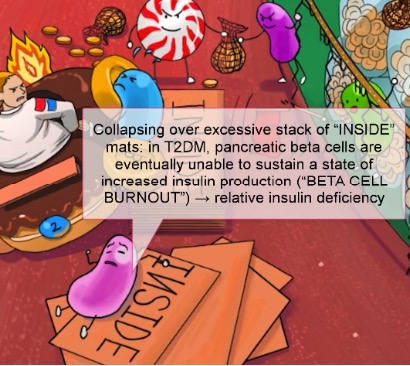 Collapsing over excessive stack of “INSIDE”
mats: in T2DM, pancreatic beta cells are
eventually unable to sustain a state of
increased insulin production (“BETA CELL
BURNOUT”) → relative insulin deficiency
2
INSIDE